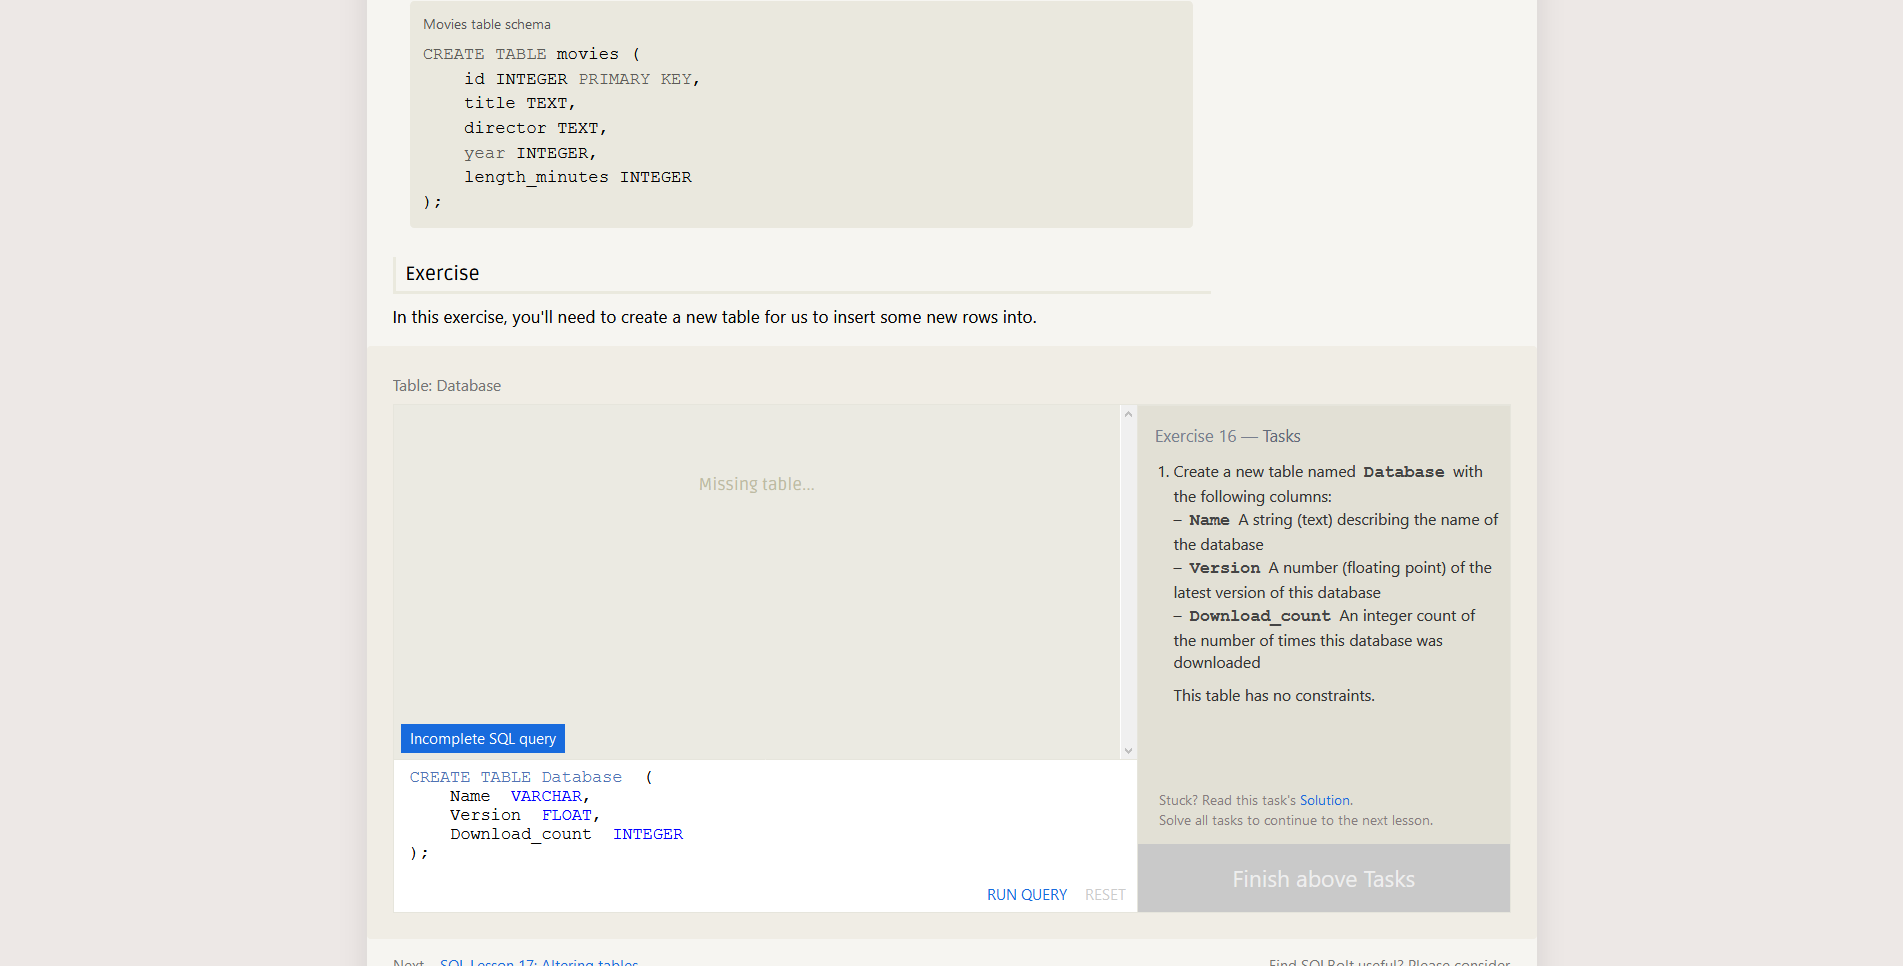 Movies table schema
CREATE TABLE movies (
id INTEGER PRIMARY KEY,
title TEXT,
director TEXT,
year INTEGER,
length_minutes INTEGER
);
Exercise
In this exercise, you'll need to create a new table for us to insert some new rows into.
Table: Database
Missing table...
Incomplete SQL query
CREATE TABLE Database (
Name VARCHAR,
Version FLOAT,
Download_count INTEGER
);
RUN QUERY RESET
Exercise 16 — Tasks
1. Create a new table named Database with
the following columns:
– Name A string (text) describing the name of
the database
– Version A number (floating point) of the
latest version of this database
– Download_count An integer count of
the number of times this database was
downloaded
This table has no constraints.
Stuck? Read this task's Solution.
Solve all tasks to continue to the next lesson.
Finish above Tasks
Next – SQL Lesson 17: Altering tables
Find SQLBolt useful? Please consider